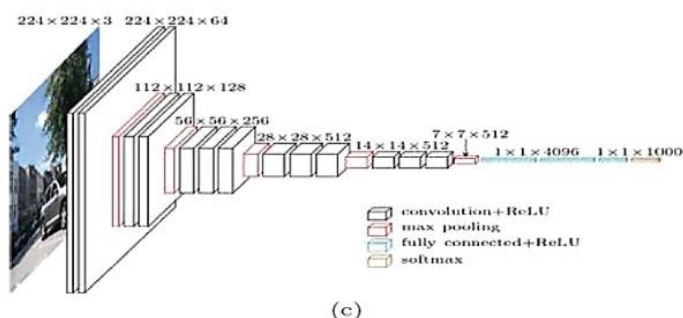 224×224×3 224×224×64
112×112×128
56×56×256
28×28×512
14×14×512
7×7×512
1×1×4096 1×1×1000
convolution+ReLU
max pooling
fully connected+ReLU
softmax
(c)